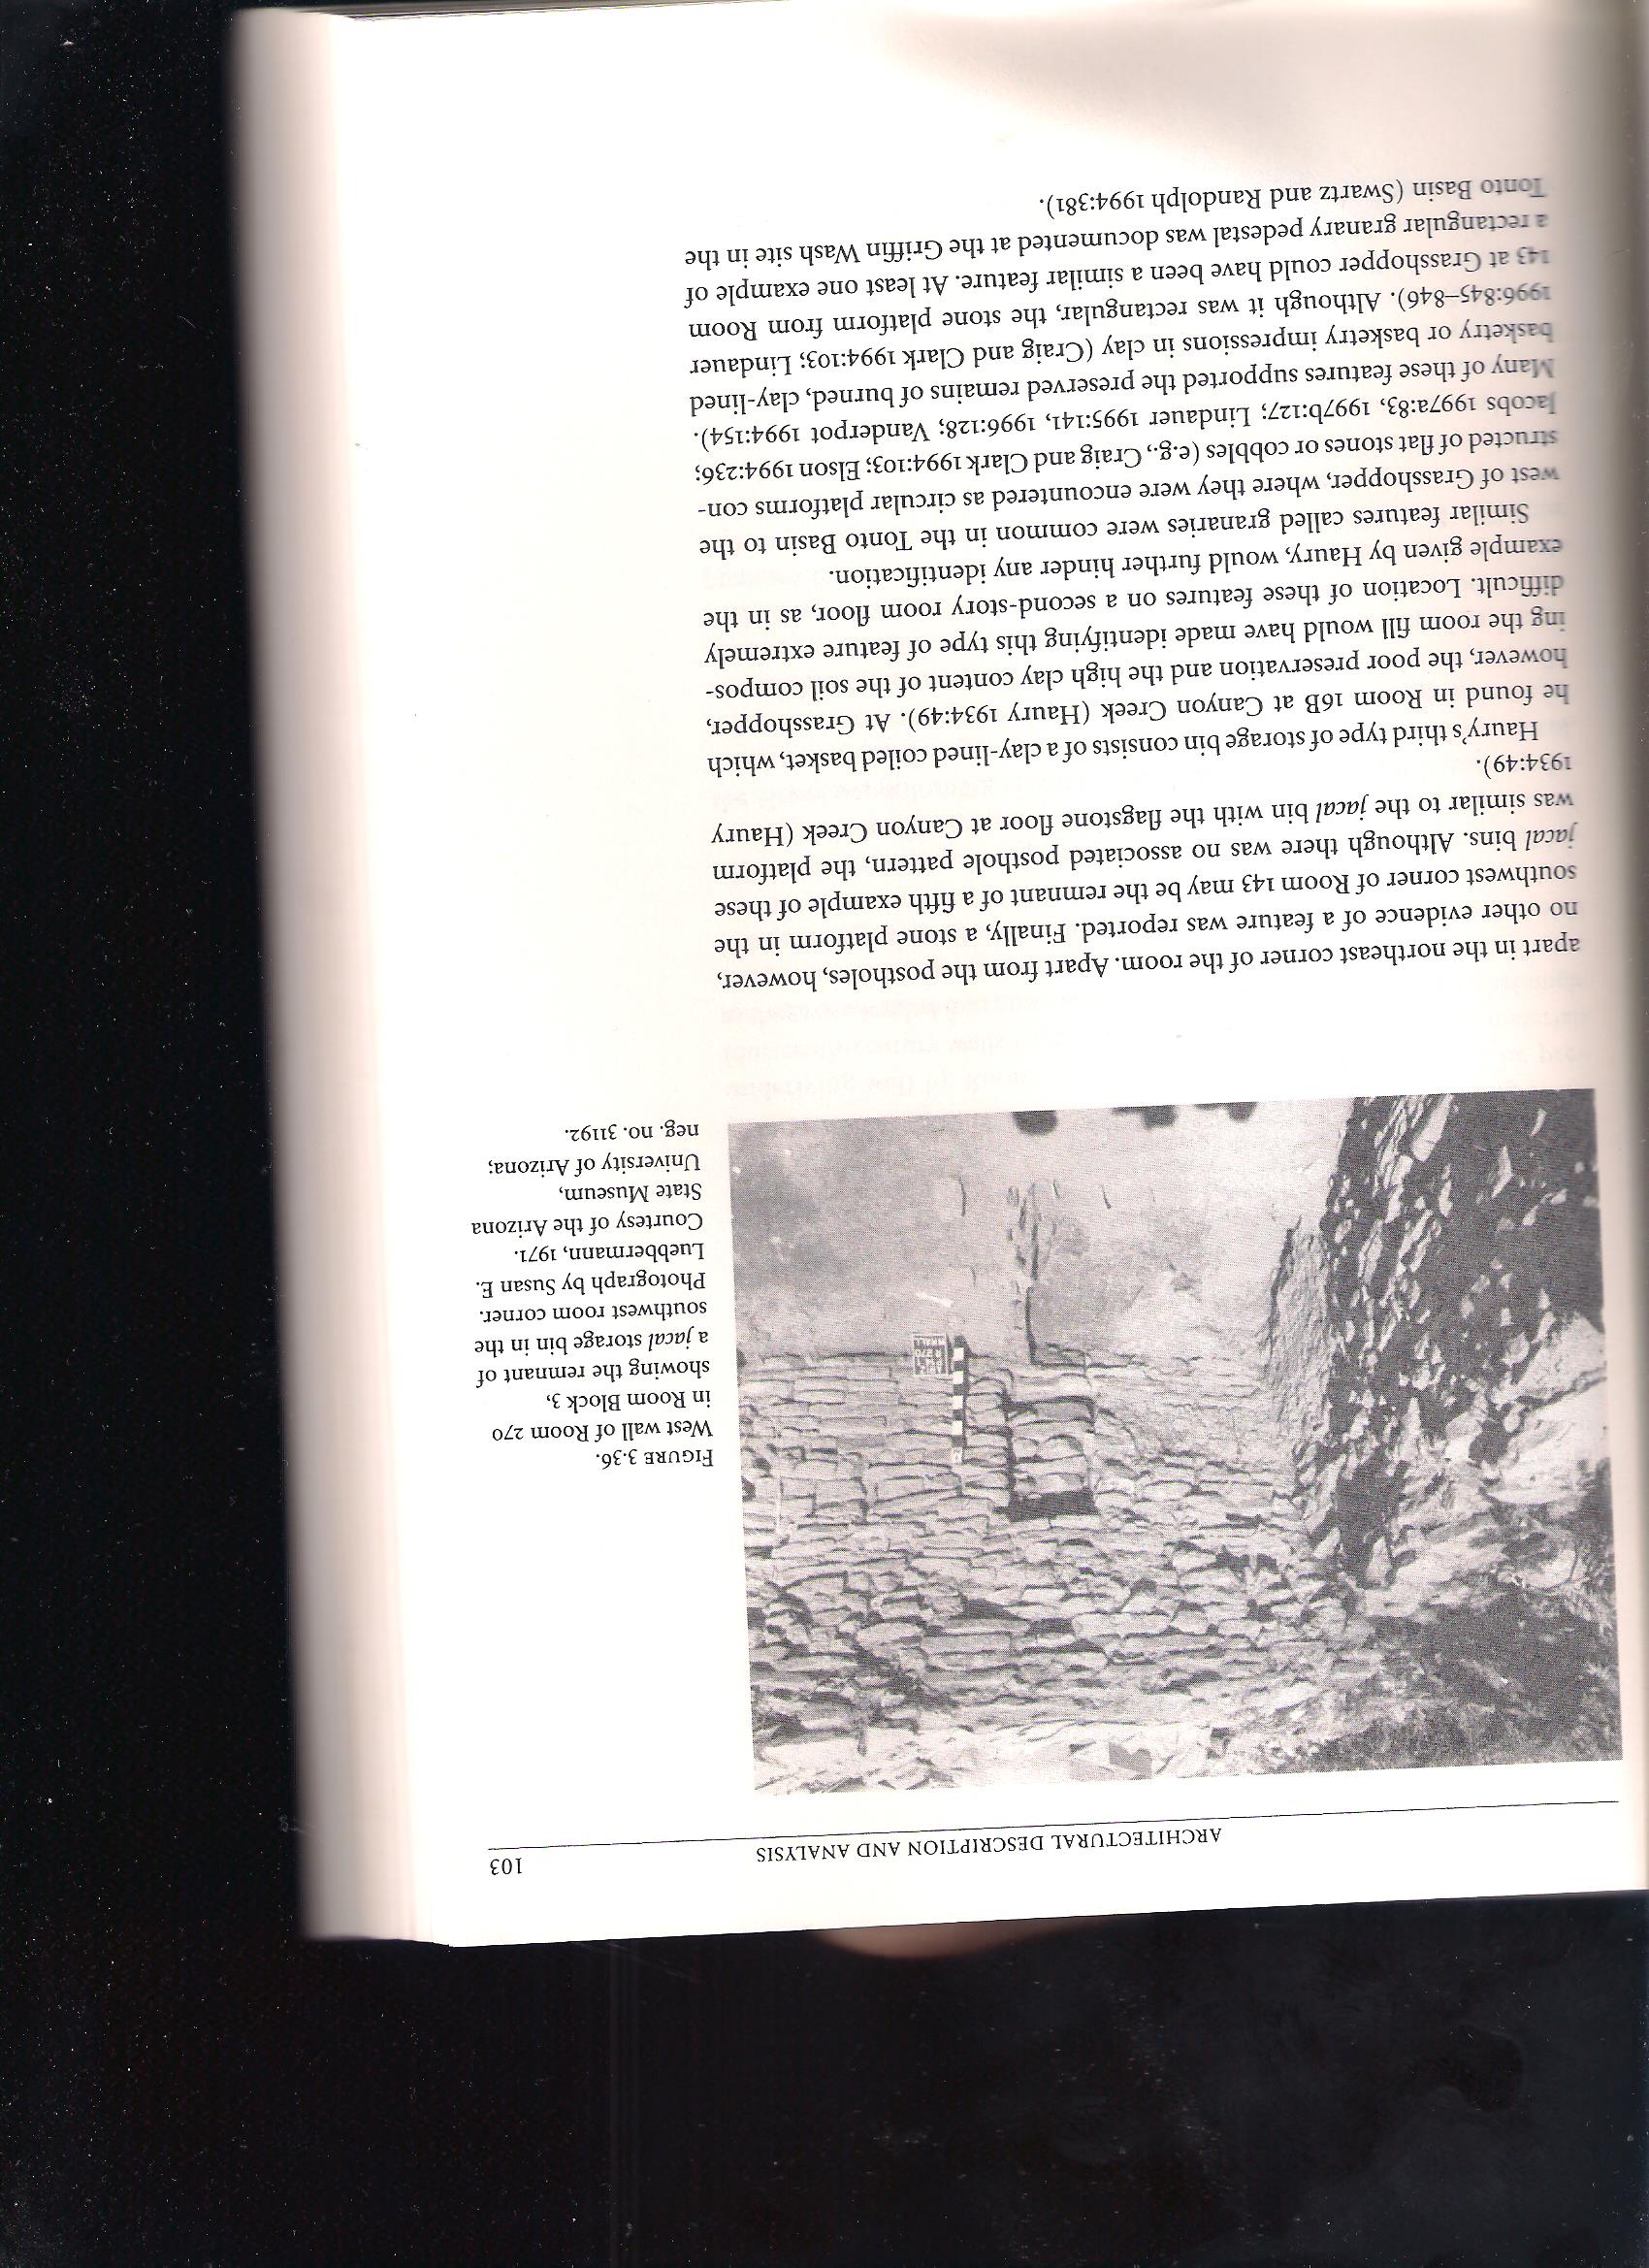 ARCHITECTURAL DESCRIPTION AND ANALYSIS 103
FIGURE 3.36.
West wall of Room 270
in Room Block 3,
showing the remnant of
a jacal storage bin in the
southwest room corner.
Photograph by Susan E.
Luebbermann, 1971.
Courtesy of the Arizona
State Museum,
University of Arizona;
neg. no. 31192.
apart in the northeast corner of the room. Apart from the postholes, however,
no other evidence of a feature was reported. Finally, a stone platform in the
southwest corner of Room 143 may be the remnant of a fifth example of these
jacal bins. Although there was no associated posthole pattern, the platform
was similar to the jacal bin with the flagstone floor at Canyon Creek (Haury
1934:49).
Haury's third type of storage bin consists of a clay-lined coiled basket, which
he found in Room 16B at Canyon Creek (Haury 1934:49). At Grasshopper,
however, the poor preservation and the high clay content of the soil compos-
ing the room fill would have made identifying this type of feature extremely
difficult. Location of these features on a second-story room floor, as in the
example given by Haury, would further hinder any identification.
Similar features called granaries were common in the Tonto Basin to the
west of Grasshopper, where they were encountered as circular platforms con-
structed of flat stones or cobbles (e.g., Craig and Clark 1994:103; Elson 1994:236;
Jacobs 1997a:83, 1997b:127; Lindauer 1995:141, 1996:128; Vanderpot 1994:154).
Many of these features supported the preserved remains of burned, clay-lined
basketry or basketry impressions in clay (Craig and Clark 1994:103; Lindauer
1996:845–846). Although it was rectangular, the stone platform from Room
143 at Grasshopper could have been a similar feature. At least one example of
a rectangular granary pedestal was documented at the Griffin Wash site in the
Tonto Basin (Swartz and Randolph 1994:381).